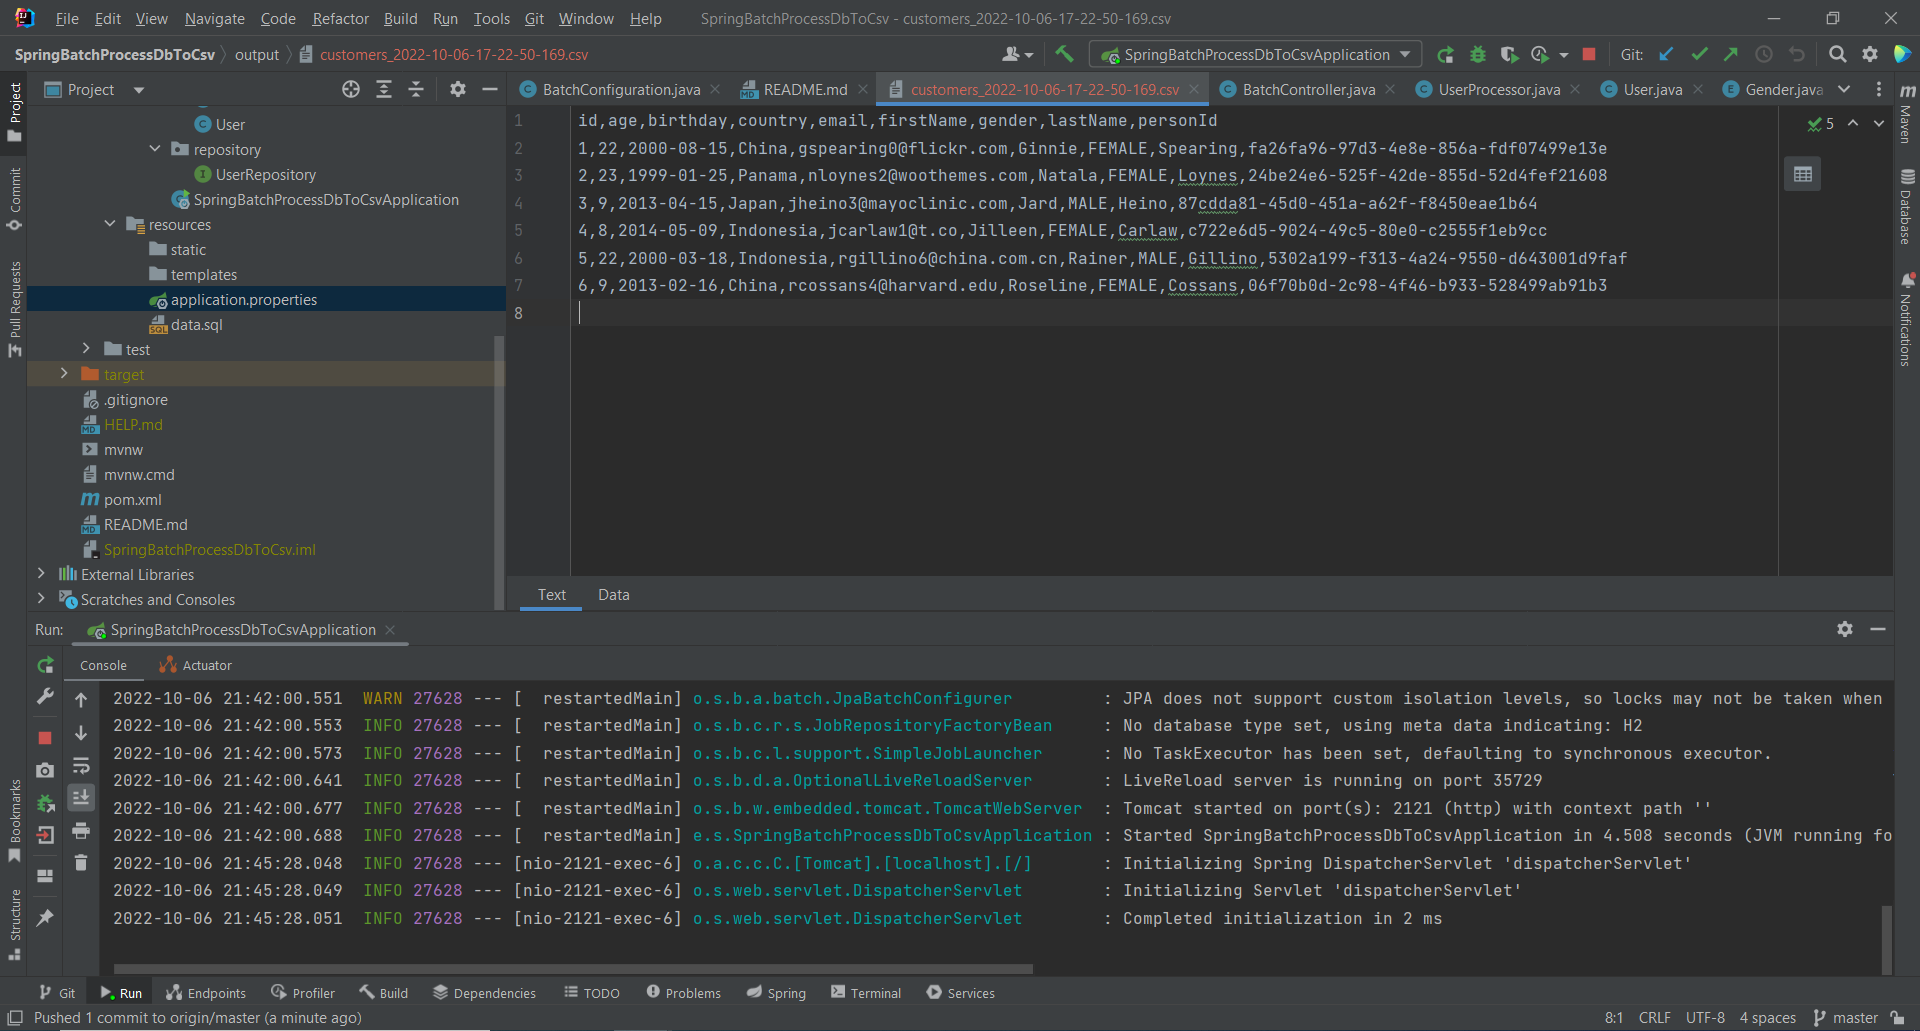 File Edit View Navigate Code Refactor Build Run Tools Git Window Help SpringBatchProcessDbToCsv - customers_2022-10-06-17-22-50-169.csv
SpringBatchProcessDbToCsv output customers_2022-10-06-17-22-50-169.csv SpringBatchProcessDbToCsvApplication Git:
Project
BatchConfiguration.java README.md customers_2022-10-06-17-22-50-169.csv BatchController.java UserProcessor.java User.java Gender.java
User
repository
UserRepository
SpringBatchProcessDbToCsvApplication
resources
static
templates
application.properties
data.sql
test
target
.gitignore
HELP.md
mvnw
mvnw.cmd
pom.xml
README.md
SpringBatchProcessDbToCsv.iml
External Libraries
Scratches and Consoles
1 id,age,birthday,country,email,firstName,gender,lastName,personId
2 1,22,2000-08-15,China,gspearing0@flickr.com,Ginnie,FEMALE,Spearing,fa26fa96-97d3-4e8e-856a-fdf07499e13e
3 2,23,1999-01-25,Panama,nloynes2@woothemes.com,Natala,FEMALE,Loynes,24be24e6-525f-42de-855d-52d4fef21608
4 3,9,2013-04-15,Japan,jheino3@mayoclinic.com,Jard,MALE,Heino,87cdda81-45d0-451a-a62f-f8450eae1b64
5 4,8,2014-05-09,Indonesia,jcarlaw1@t.co,Jilleen,FEMALE,Carlaw,c722e6d5-9024-49c5-80e0-c2555f1eb9cc
6 5,22,2000-03-18,Indonesia,rgillino6@china.com.cn,Rainer,MALE,Gillino,5302a199-f313-4a24-9550-d643001d9faf
7 6,9,2013-02-16,China,rcossans4@harvard.edu,Roseline,FEMALE,Cossans,06f70b0d-2c98-4f46-b933-528499ab91b3
8
5
Text Data
Project
Commit
Pull Requests
Bookmarks
Structure
Maven
Database
Notifications
Run: SpringBatchProcessDbToCsvApplication
Console Actuator
2022-10-06 21:42:00.551 WARN 27628 --- [ restartedMain] o.s.b.a.batch.JpaBatchConfigurer : JPA does not support custom isolation levels, so locks may not be taken when
2022-10-06 21:42:00.553 INFO 27628 --- [ restartedMain] o.s.b.c.r.s.JobRepositoryFactoryBean : No database type set, using meta data indicating: H2
2022-10-06 21:42:00.573 INFO 27628 --- [ restartedMain] o.s.b.c.l.support.SimpleJobLauncher : No TaskExecutor has been set, defaulting to synchronous executor.
2022-10-06 21:42:00.641 INFO 27628 --- [ restartedMain] o.s.b.d.a.OptionalLiveReloadServer : LiveReload server is running on port 35729
2022-10-06 21:42:00.677 INFO 27628 --- [ restartedMain] o.s.b.w.embedded.tomcat.TomcatWebServer : Tomcat started on port(s): 2121 (http) with context path ''
2022-10-06 21:42:00.688 INFO 27628 --- [ restartedMain] e.s.SpringBatchProcessDbToCsvApplication : Started SpringBatchProcessDbToCsvApplication in 4.508 seconds (JVM running fo
2022-10-06 21:45:28.048 INFO 27628 --- [nio-2121-exec-6] o.a.c.c.C.[Tomcat].[localhost].[/] : Initializing Spring DispatcherServlet 'dispatcherServlet'
2022-10-06 21:45:28.049 INFO 27628 --- [nio-2121-exec-6] o.s.web.servlet.DispatcherServlet : Initializing Servlet 'dispatcherServlet'
2022-10-06 21:45:28.051 INFO 27628 --- [nio-2121-exec-6] o.s.web.servlet.DispatcherServlet : Completed initialization in 2 ms
Git Run Endpoints Profiler Build Dependencies TODO Problems Spring Terminal Services
Pushed 1 commit to origin/master (a minute ago) 8:1 CRLF UTF-8 4 spaces master